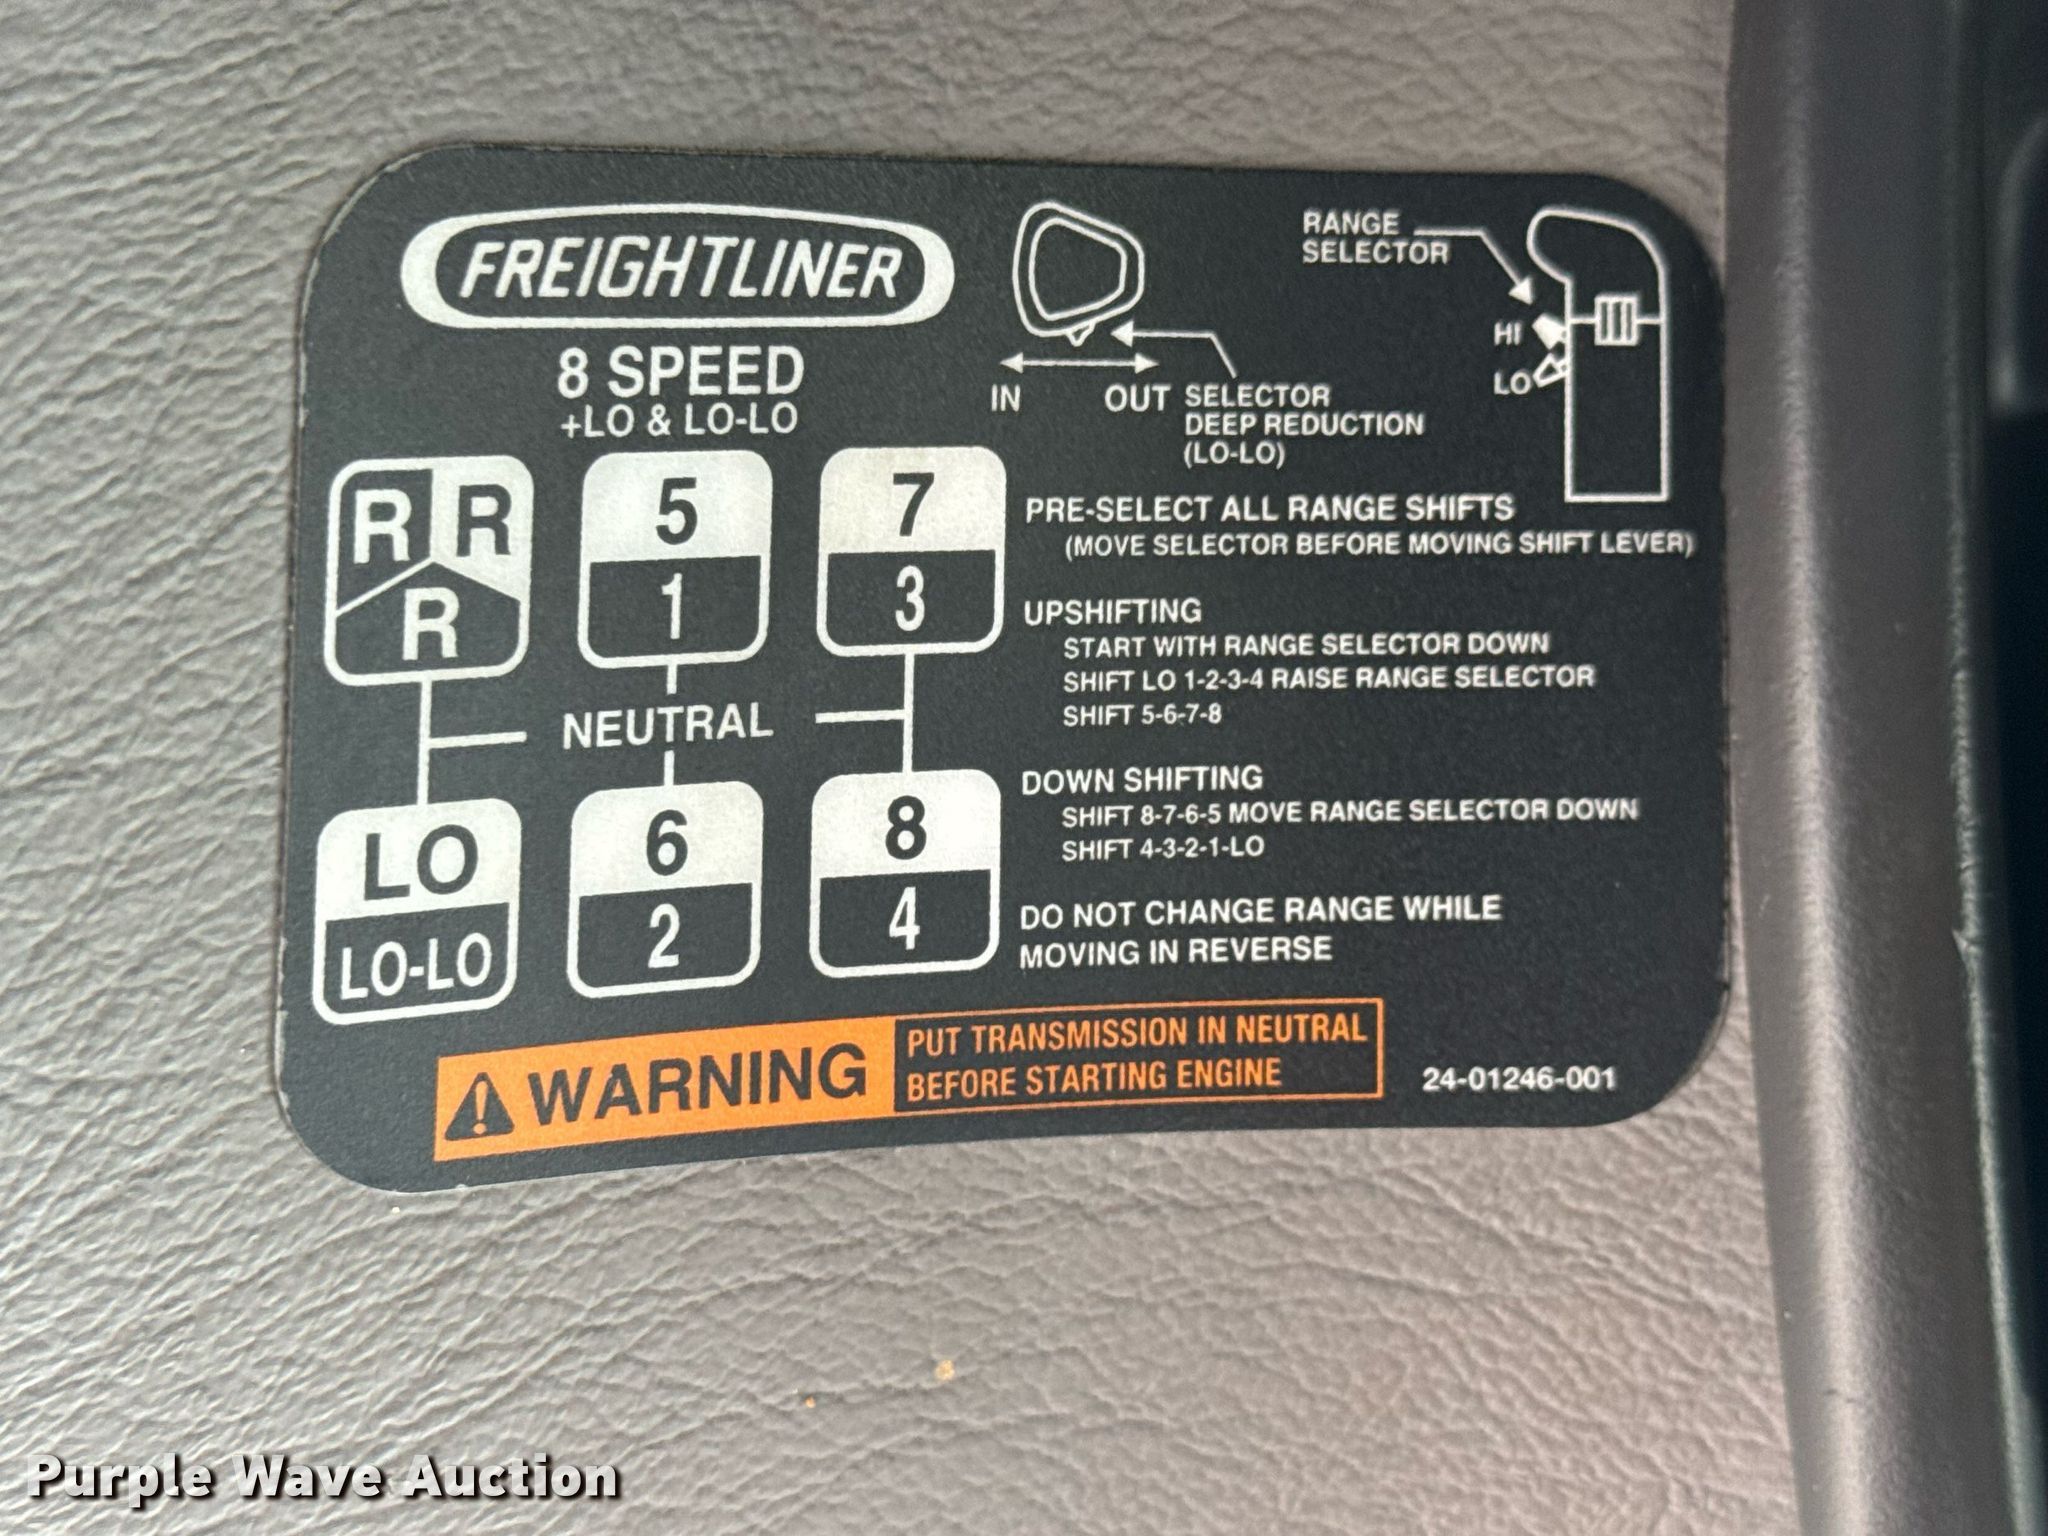 FREIGHTLINER
8 SPEED
+LO & LO-LO
R R
R
5
1
7
3
NEUTRAL
LO
LO-LO
6
2
8
4
IN
OUT
SELECTOR
DEEP REDUCTION
(LO-LO)
RANGE
SELECTOR
HI
LO
PRE-SELECT ALL RANGE SHIFTS
(MOVE SELECTOR BEFORE MOVING SHIFT LEVER)
UPSHIFTING
START WITH RANGE SELECTOR DOWN
SHIFT LO 1-2-3-4 RAISE RANGE SELECTOR
SHIFT 5-6-7-8
DOWN SHIFTING
SHIFT 8-7-6-5 MOVE RANGE SELECTOR DOWN
SHIFT 4-3-2-1-LO
DO NOT CHANGE RANGE WHILE
MOVING IN REVERSE
WARNING
PUT TRANSMISSION IN NEUTRAL
BEFORE STARTING ENGINE
24-01246-001
Purple Wave Auction